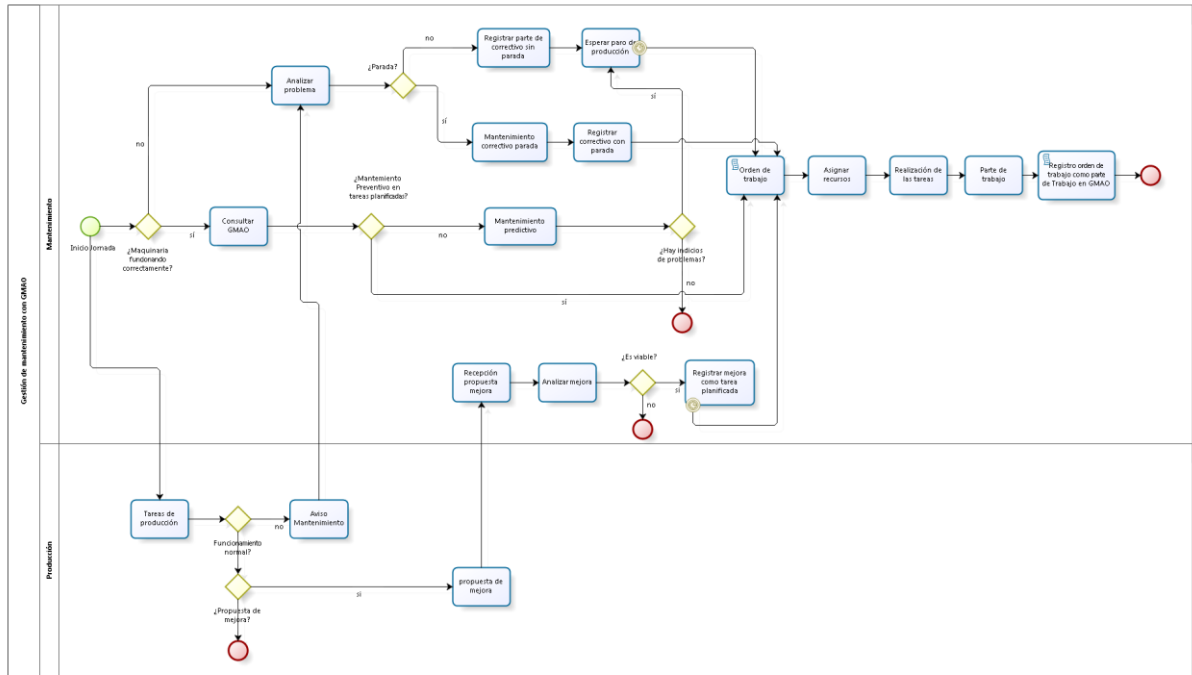 Gestión de mantenimiento con GMAO
Mantenimiento
Inicio Jornada
¿Maquinaria
fundonando
correctamente?
no
sí
Analizar
problema
¿Parada?
no
sí
Registrar parte de
correctivo sin
parada
Esperar paro de
producción
sí
Mantenimiento
correctivo parada
Registrar
correctivo con
parada
Consultar
GMAO
¿Mantemiento
Preventivo en
tareas planificadas?
no
sí
Mantenimiento
predictivo
¿Hay indicios
de problemas?
no
Orden de
trabajo
Asignar
recursos
Realización de
las tareas
Parte de
trabajo
Registro orden de
trabajo como parte
de Trabajo en GMAO
Recepción
propuesta
mejora
Analizar mejora
¿Es viable?
si
no
Registrar mejora
como tarea
planificada
Producción
Tareas de
producción
Funcionamiento
normal?
no
Aviso
Mantenimiento
¿Propuesta de
mejora?
si
propuesta de
mejora